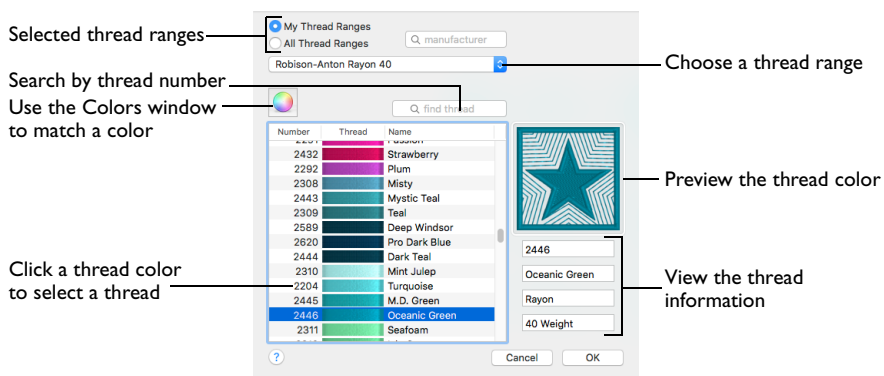 Selected thread ranges
My Thread Ranges
All Thread Ranges
manufacturer
Robison-Anton Rayon 40
Choose a thread range
Search by thread number
Use the Colors window
to match a color
find thread
Number Thread Name
2432 Strawberry
2292 Plum
2308 Misty
2443 Mystic Teal
2309 Teal
2589 Deep Windsor
2620 Pro Dark Blue
2444 Dark Teal
2310 Mint Julep
2204 Turquoise
2445 M.D. Green
2446 Oceanic Green
2311 Seafoam
Click a thread color
to select a thread
Preview the thread color
2446
Oceanic Green
Rayon
40 Weight
View the thread
information
?
Cancel
OK